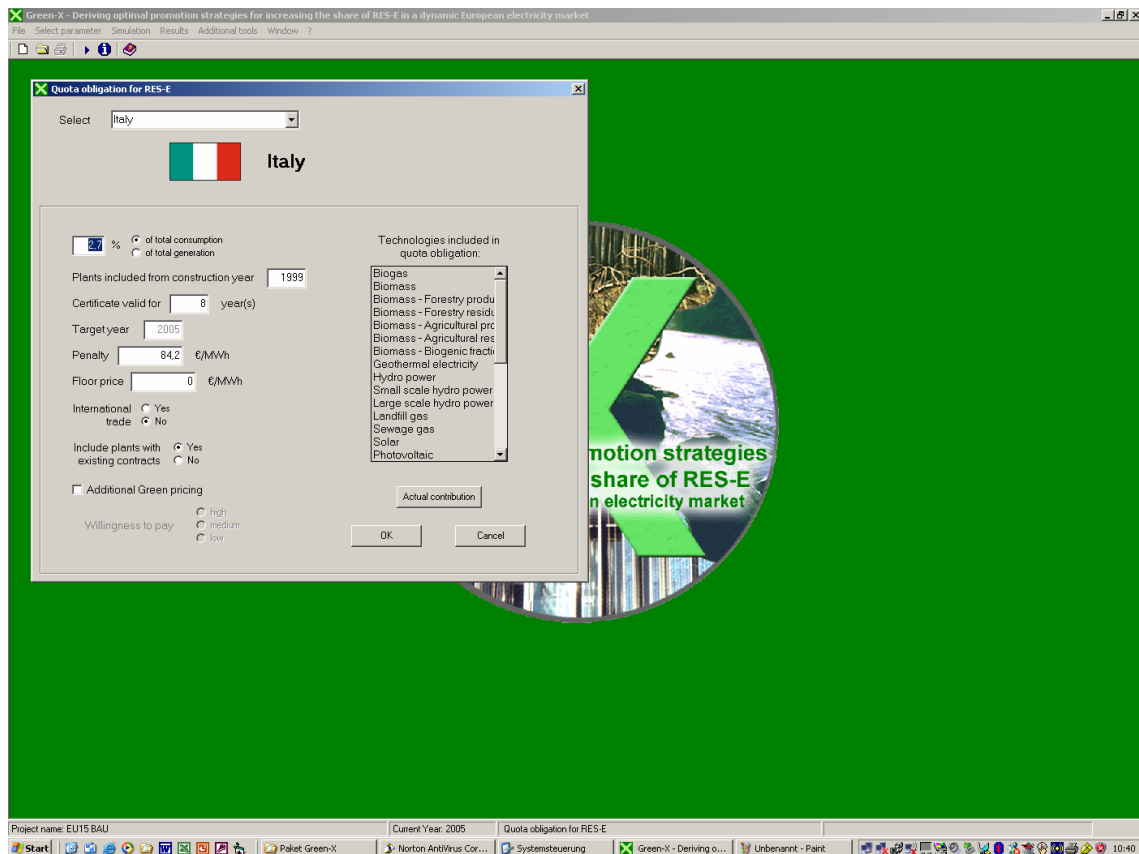 Green-X - Deriving optimal promotion strategies for increasing the share of RES-E in a dynamic European electricity market
File Select parameter Simulation Results Additional tools Window ?
Quota obligation for RES-E
Select Italy
Italy
2,7 % of total consumption
of total generation
Plants included from construction year 1999
Certificate valid for 8 year(s)
Target year 2005
Penalty 84,2 €/MWh
Floor price 0 €/MWh
International trade Yes
No
Include plants with existing contracts Yes
No
Additional Green pricing
Willingness to pay high
medium
low
Technologies included in
quota obligation:
Biogas
Biomass
Biomass - Forestry produ
Biomass - Forestry residu
Biomass - Agricultural prc
Biomass - Agricultural res
Biomass - Biogenic fracti
Geothermal electricity
Hydro power
Small scale hydro power
Large scale hydro power
Landfill gas
Sewage gas
Solar
Photovoltaic
Actual contribution
OK Cancel
motion strategies
share of RES-E
n electricity market
Project name: EU15 BAU Current Year: 2005 Quota obligation for RES-E
Start Paket Green-X Norton AntiVirus Cor... Systemsteuerung Green-X - Deriving o... Unbenannt - Paint 10:40